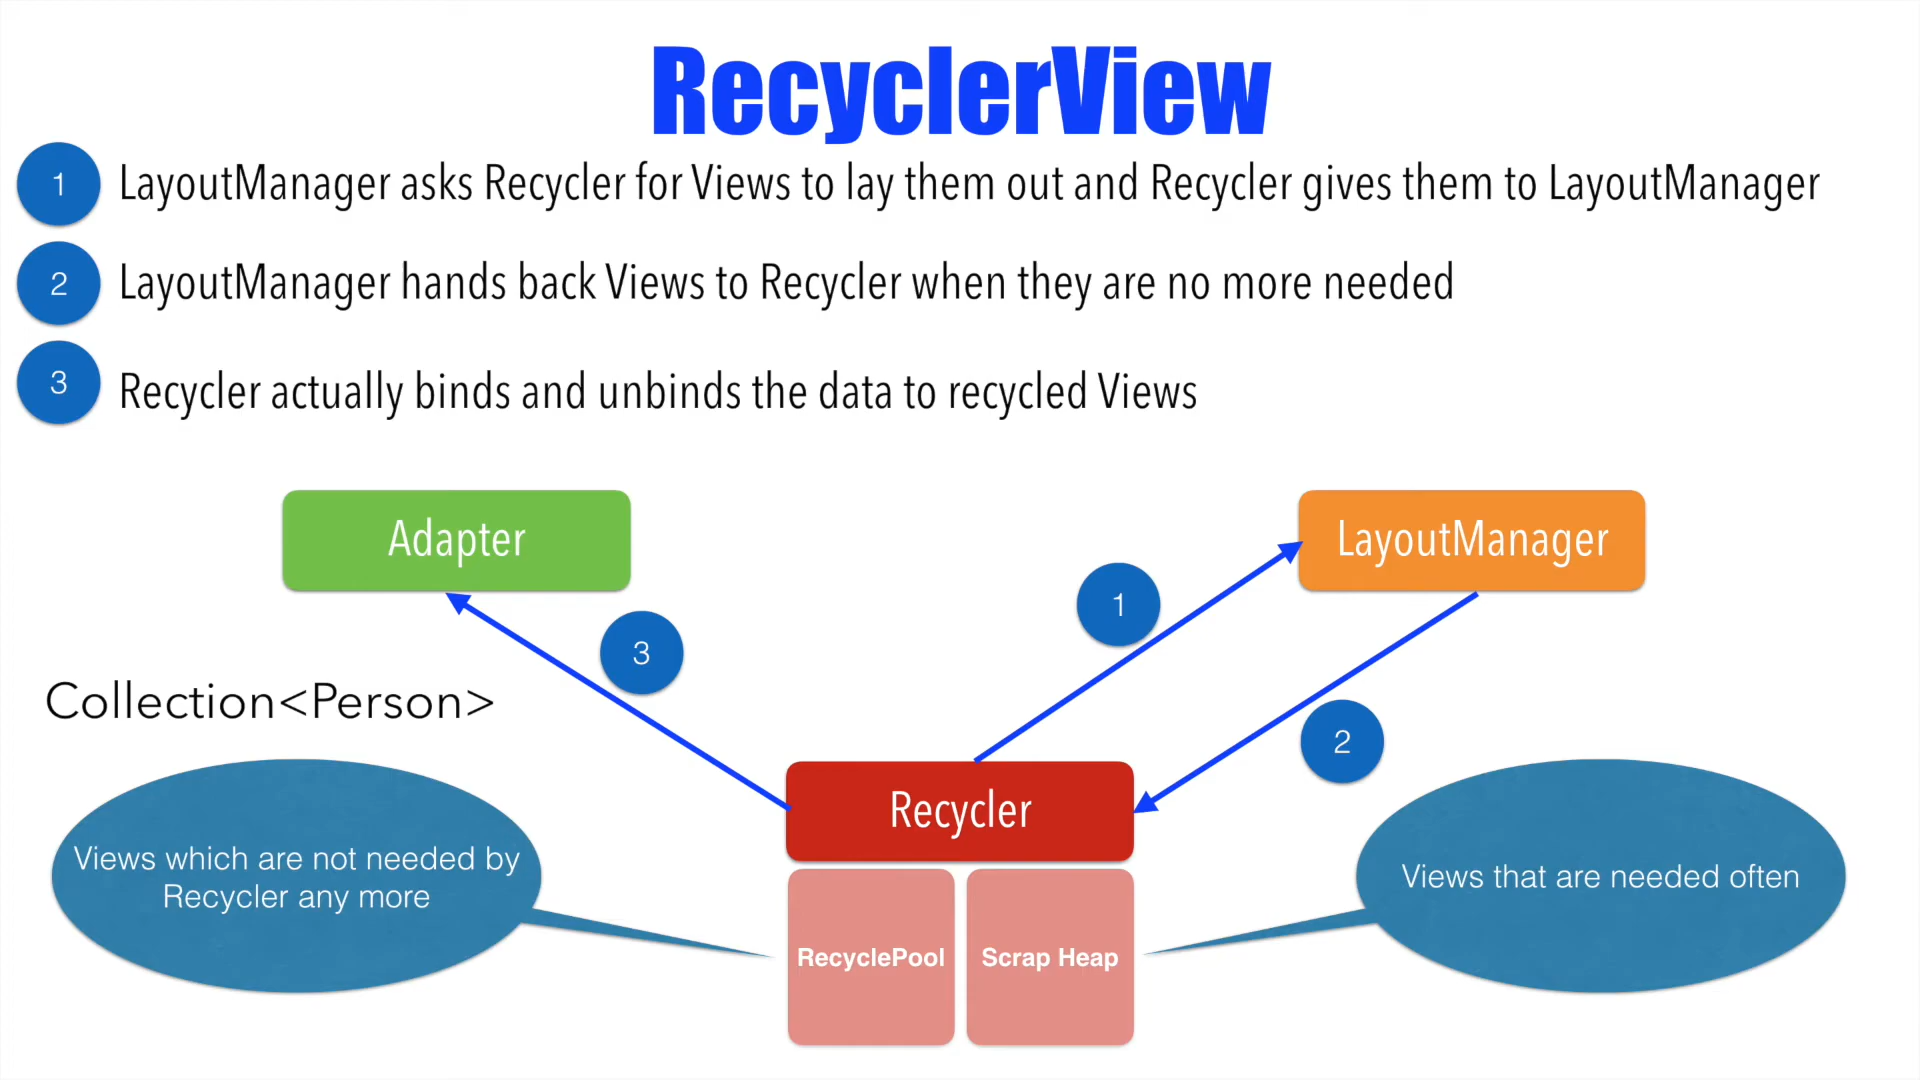 RecyclerView
1 LayoutManager asks Recycler for Views to lay them out and Recycler gives them to LayoutManager
2 LayoutManager hands back Views to Recycler when they are no more needed
3 Recycler actually binds and unbinds the data to recycled Views
Adapter
LayoutManager
1
3
Collection<Person>
2
Recycler
Views which are not needed by
Recycler any more
Views that are needed often
RecyclePool
Scrap Heap